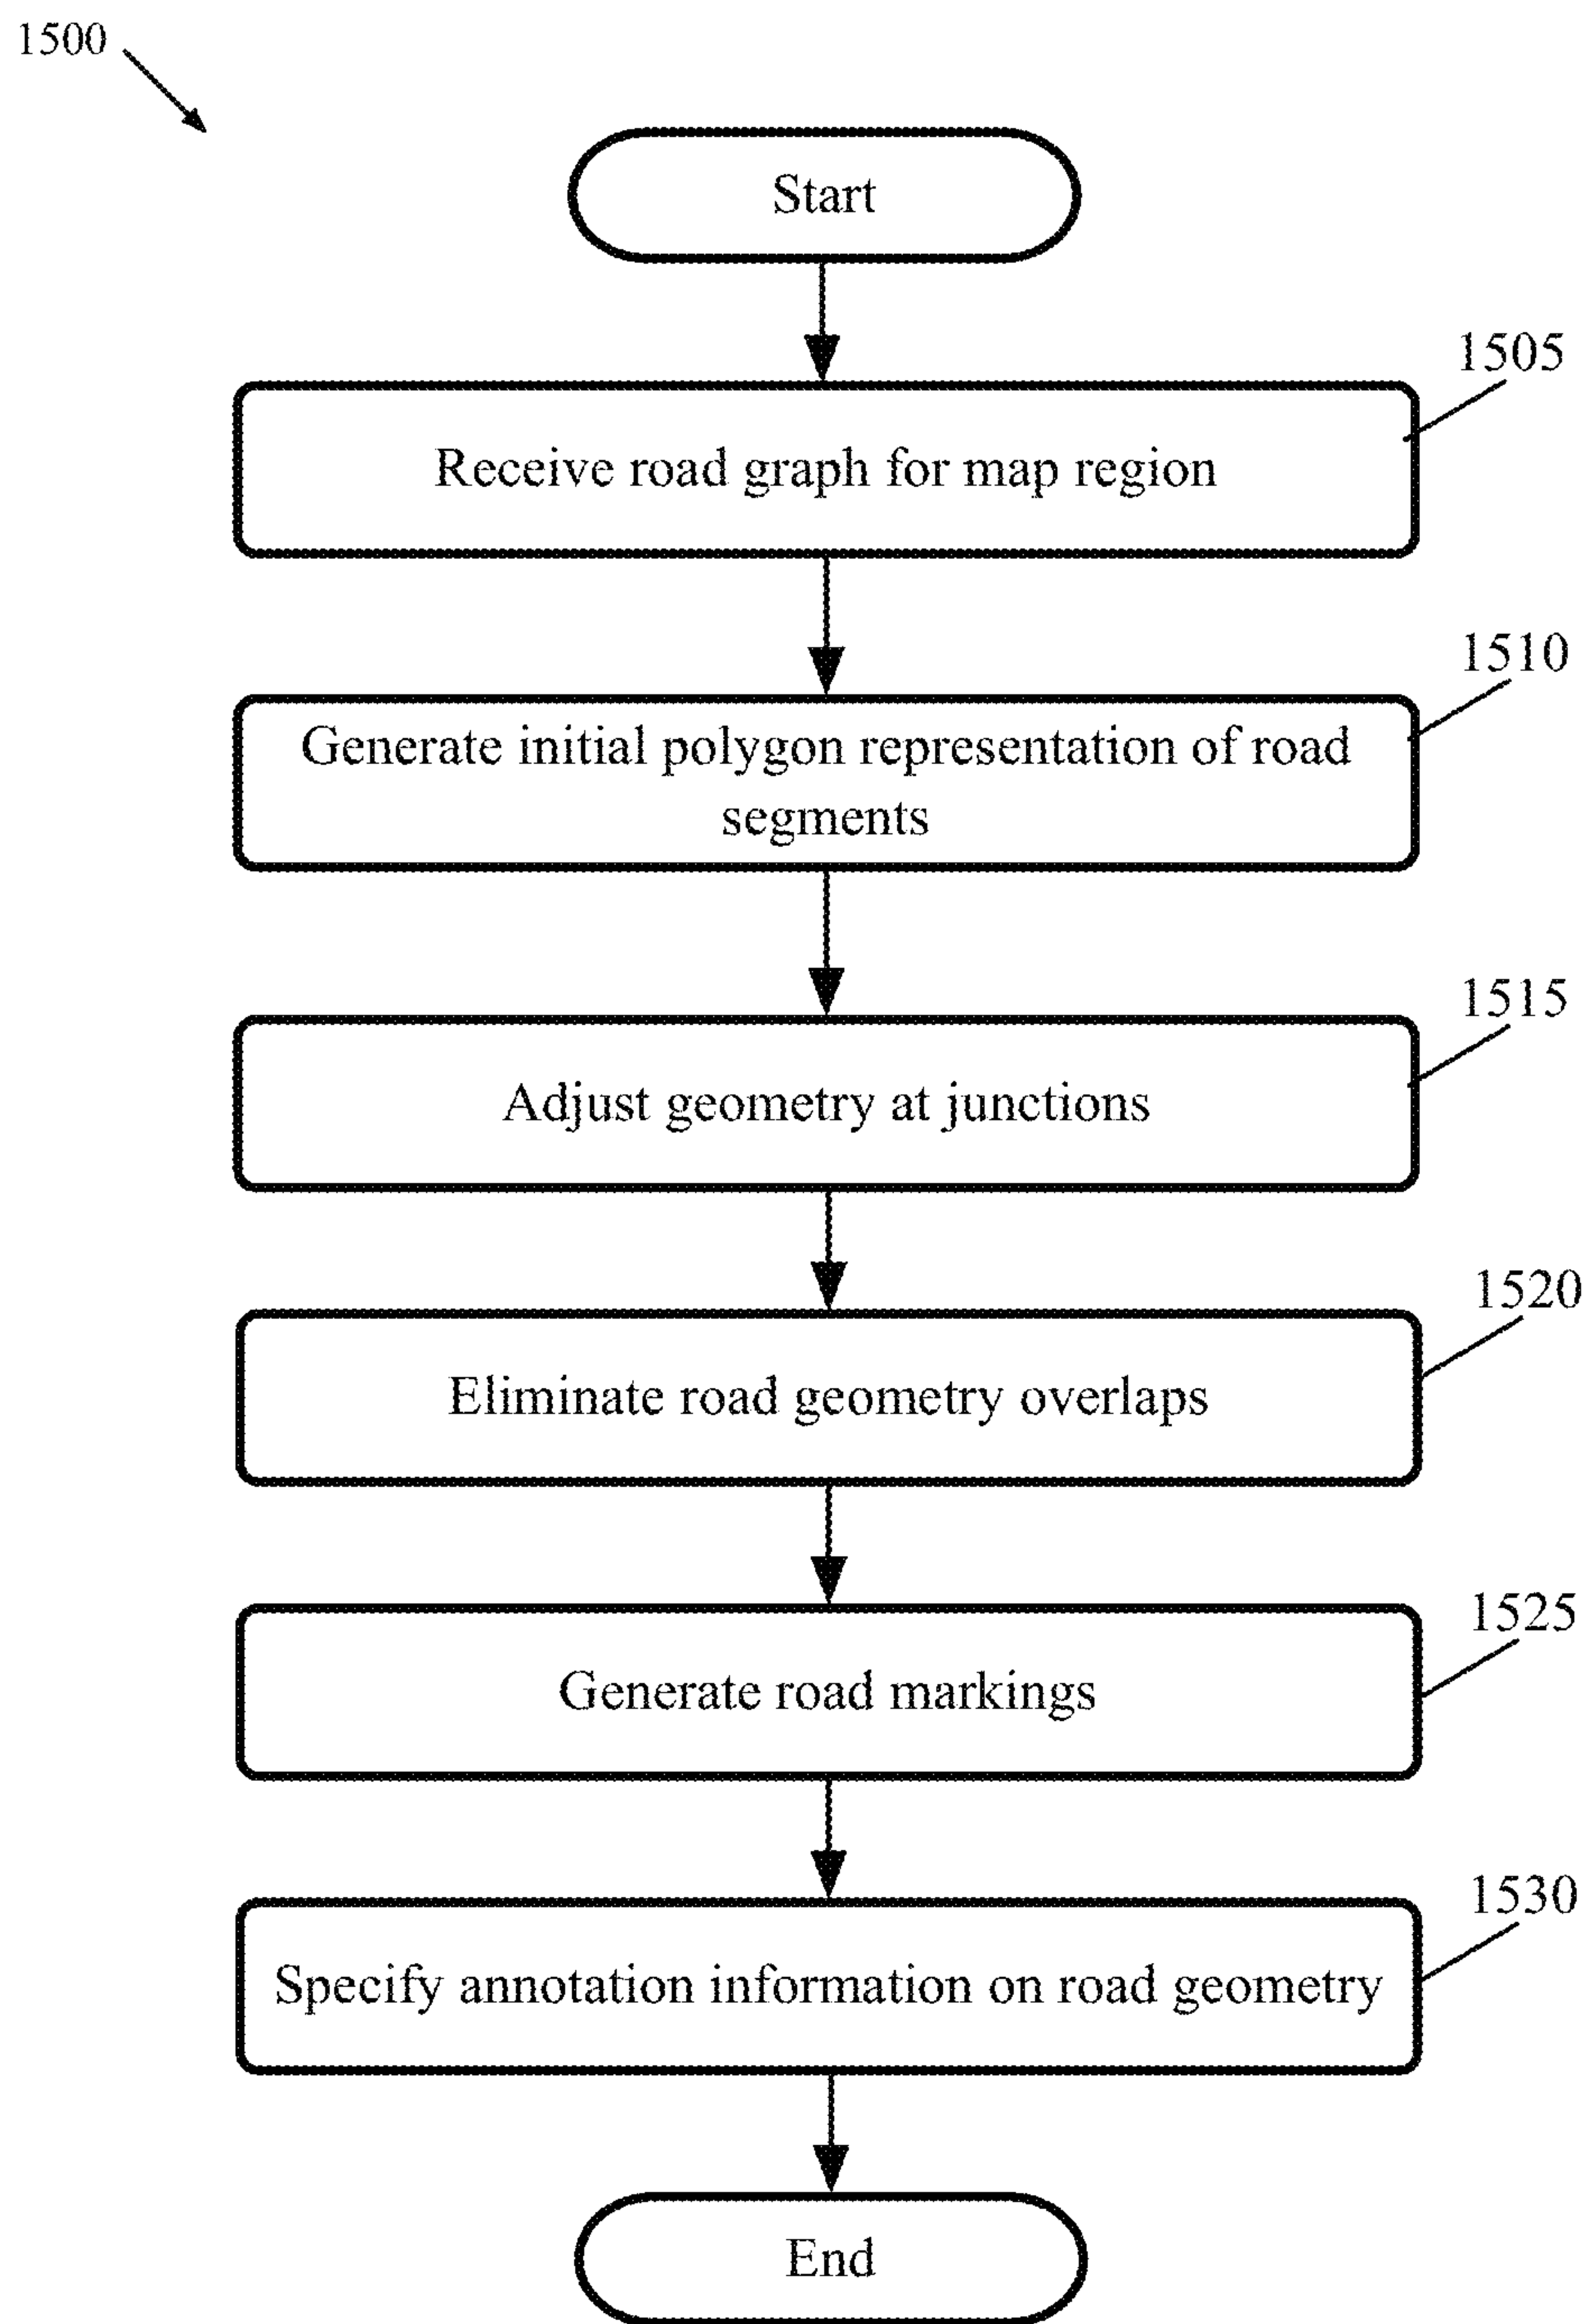 1500
Start
1505
Receive road graph for map region
1510
Generate initial polygon representation of road
segments
1515
Adjust geometry at junctions
1520
Eliminate road geometry overlaps
1525
Generate road markings
1530
Specify annotation information on road geometry
End